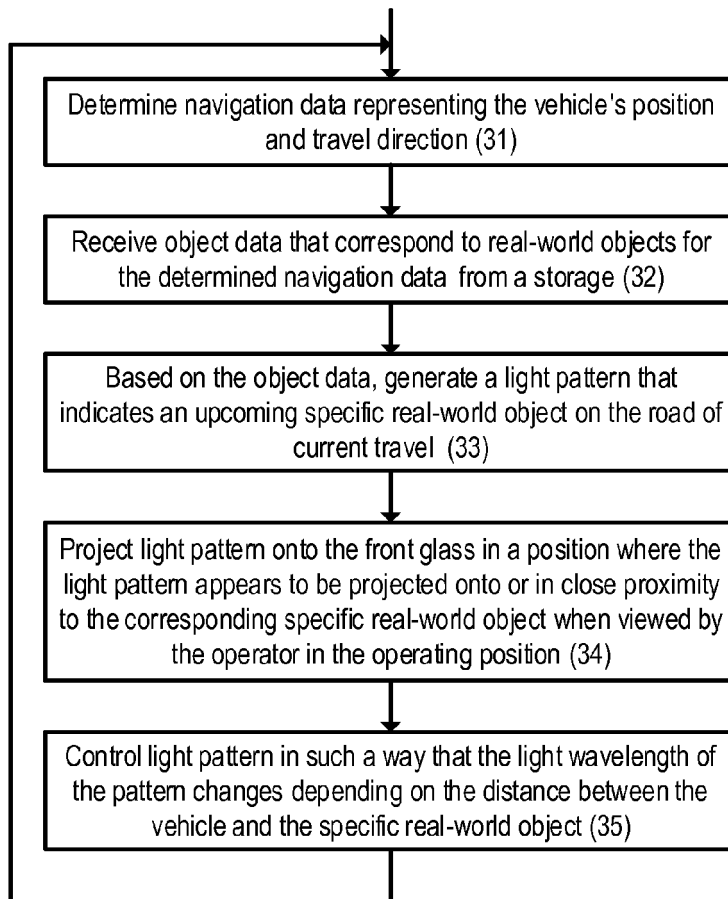 Determine navigation data representing the vehicle's position
and travel direction (31)
Receive object data that correspond to real-world objects for
the determined navigation data from a storage (32)
Based on the object data, generate a light pattern that
indicates an upcoming specific real-world object on the road of
current travel (33)
Project light pattern onto the front glass in a position where the
light pattern appears to be projected onto or in close proximity
to the corresponding specific real-world object when viewed by
the operator in the operating position (34)
Control light pattern in such a way that the light wavelength of
the pattern changes depending on the distance between the
vehicle and the specific real-world object (35)